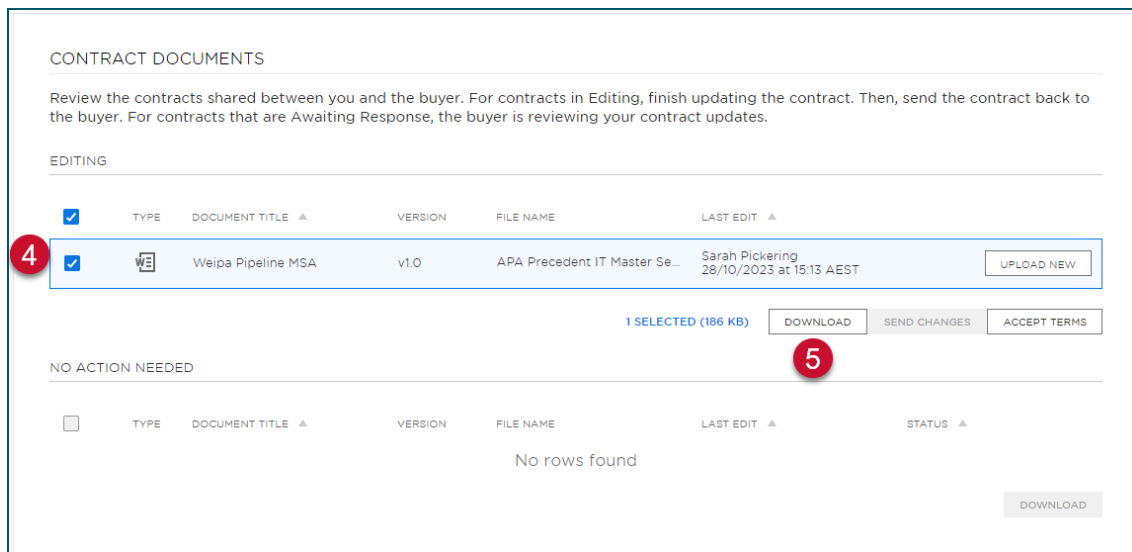 CONTRACT DOCUMENTS
Review the contracts shared between you and the buyer. For contracts in Editing, finish updating the contract. Then, send the contract back to
the buyer. For contracts that are Awaiting Response, the buyer is reviewing your contract updates.
EDITING
TYPE DOCUMENT TITLE VERSION FILE NAME LAST EDIT
4 Weipa Pipeline MSA v1.0 APA Precedent IT Master Se... Sarah Pickering
28/10/2023 at 15:13 AEST UPLOAD NEW
1 SELECTED (186 KB) DOWNLOAD SEND CHANGES ACCEPT TERMS
5
NO ACTION NEEDED
TYPE DOCUMENT TITLE VERSION FILE NAME LAST EDIT STATUS
No rows found
DOWNLOAD